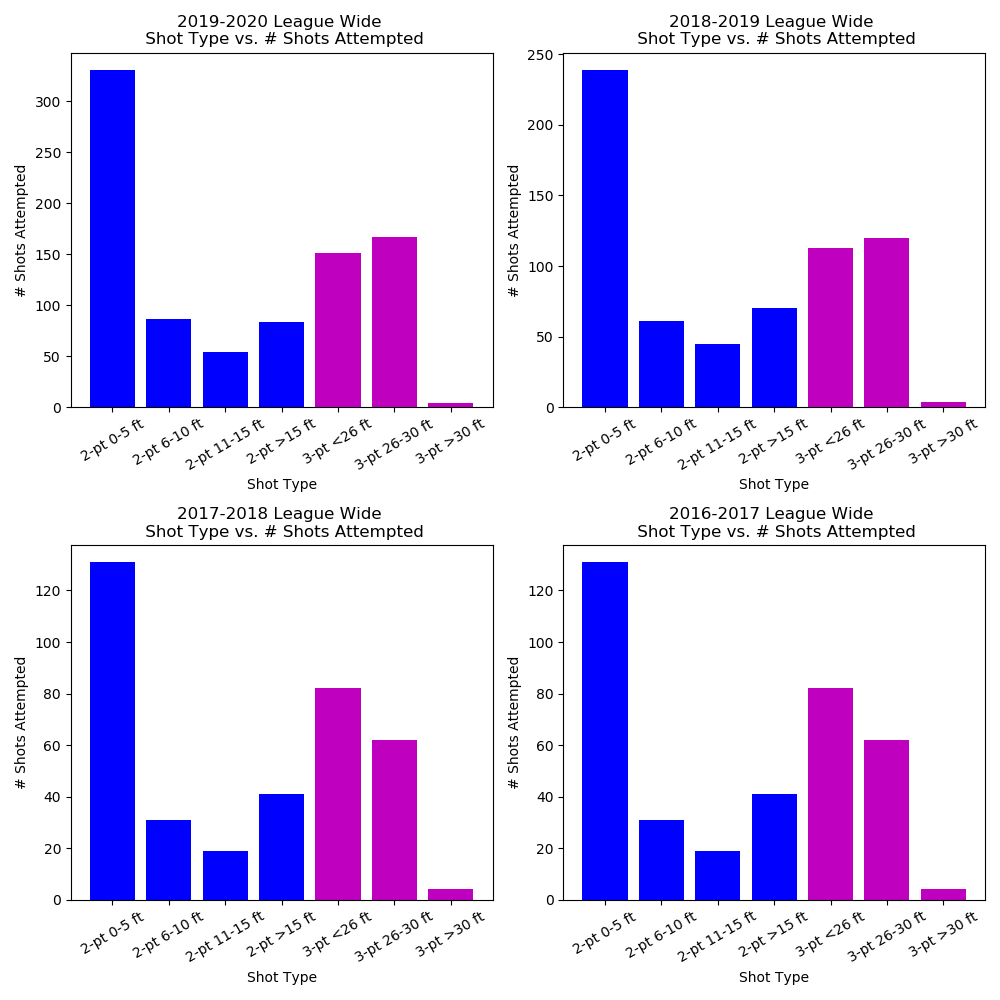 2019-2020 League Wide
Shot Type vs. # Shots Attempted
# Shots Attempted
300
250
200
150
100
50
0
2-pt 0-5 ft
2-pt 6-10 ft
2-pt 11-15 ft
2-pt >15 ft
3-pt <26 ft
3-pt 26-30 ft
3-pt >30 ft
Shot Type
2018-2019 League Wide
Shot Type vs. # Shots Attempted
# Shots Attempted
250
200
150
100
50
0
2-pt 0-5 ft
2-pt 6-10 ft
2-pt 11-15 ft
2-pt >15 ft
3-pt <26 ft
3-pt 26-30 ft
3-pt >30 ft
Shot Type
2017-2018 League Wide
Shot Type vs. # Shots Attempted
# Shots Attempted
120
100
80
60
40
20
0
2-pt 0-5 ft
2-pt 6-10 ft
2-pt 11-15 ft
2-pt >15 ft
3-pt <26 ft
3-pt 26-30 ft
3-pt >30 ft
Shot Type
2016-2017 League Wide
Shot Type vs. # Shots Attempted
# Shots Attempted
120
100
80
60
40
20
0
2-pt 0-5 ft
2-pt 6-10 ft
2-pt 11-15 ft
2-pt >15 ft
3-pt <26 ft
3-pt 26-30 ft
3-pt >30 ft
Shot Type